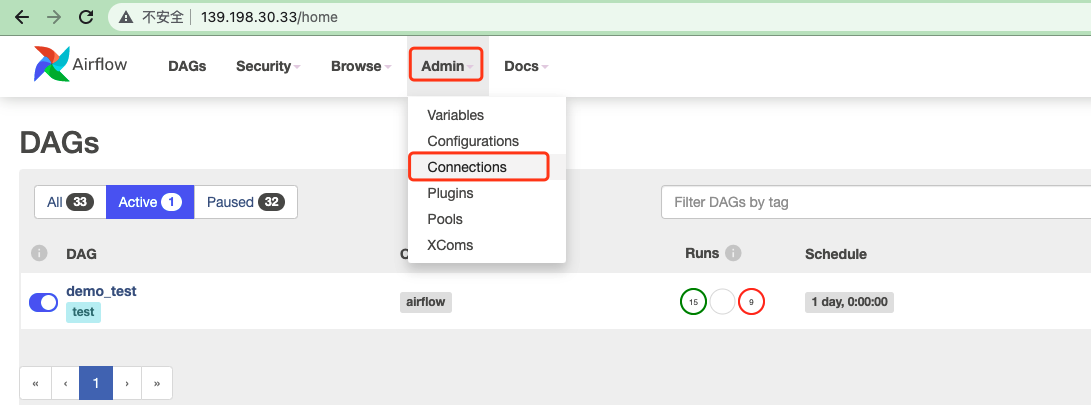 不安全 139.198.30.33/home
Airflow DAGs Security Browse Admin Docs
Variables
Configurations
Connections
Plugins
Pools
XComs
DAGs
All 33 Active 1 Paused 32
Filter DAGs by tag
i DAG Runs i Schedule
demo_test
test
airflow
15 9
1 day, 0:00:00
« ‹ 1 › »